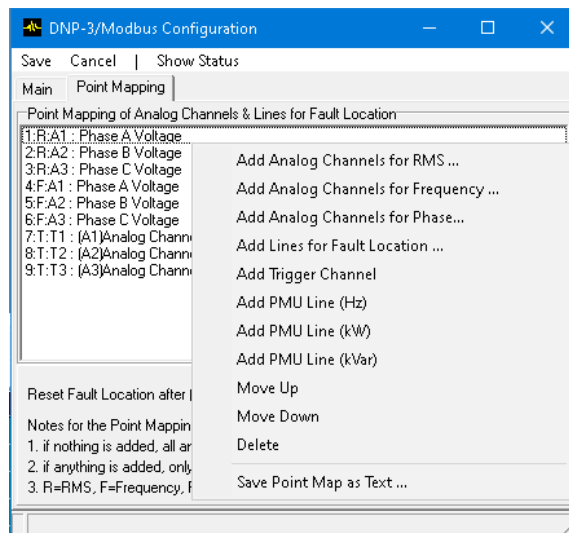 DNP-3/Modbus Configuration
Save Cancel | Show Status
Main Point Mapping
Point Mapping of Analog Channels & Lines for Fault Location
1:R:A1 : Phase A Voltage
2:R:A2 : Phase B Voltage
3:R:A3 : Phase C Voltage
4:F:A1 : Phase A Voltage
5:F:A2 : Phase B Voltage
6:F:A3 : Phase C Voltage
7:T:T1 : (A1)Analog Chann
8:T:T2 : (A2)Analog Chann
9:T:T3 : (A3)Analog Chann
Add Analog Channels for RMS ...
Add Analog Channels for Frequency ...
Add Analog Channels for Phase...
Add Lines for Fault Location ...
Add Trigger Channel
Add PMU Line (Hz)
Add PMU Line (kW)
Add PMU Line (kVar)
Move Up
Move Down
Delete
Save Point Map as Text ...
Reset Fault Location after
Notes for the Point Mappin
1. if nothing is added, all an
2. if anything is added, only
3. R=RMS, F=Frequency,